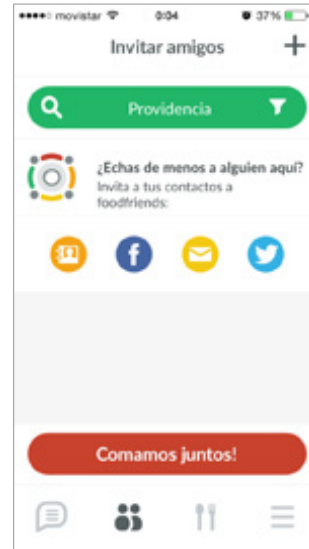 movistar 0:04 37%
Invitar amigos +
Providencia
¿Echas de menos a alguien aquí?
Invita a tus contactos a
foodfriends:
Comamos juntos!